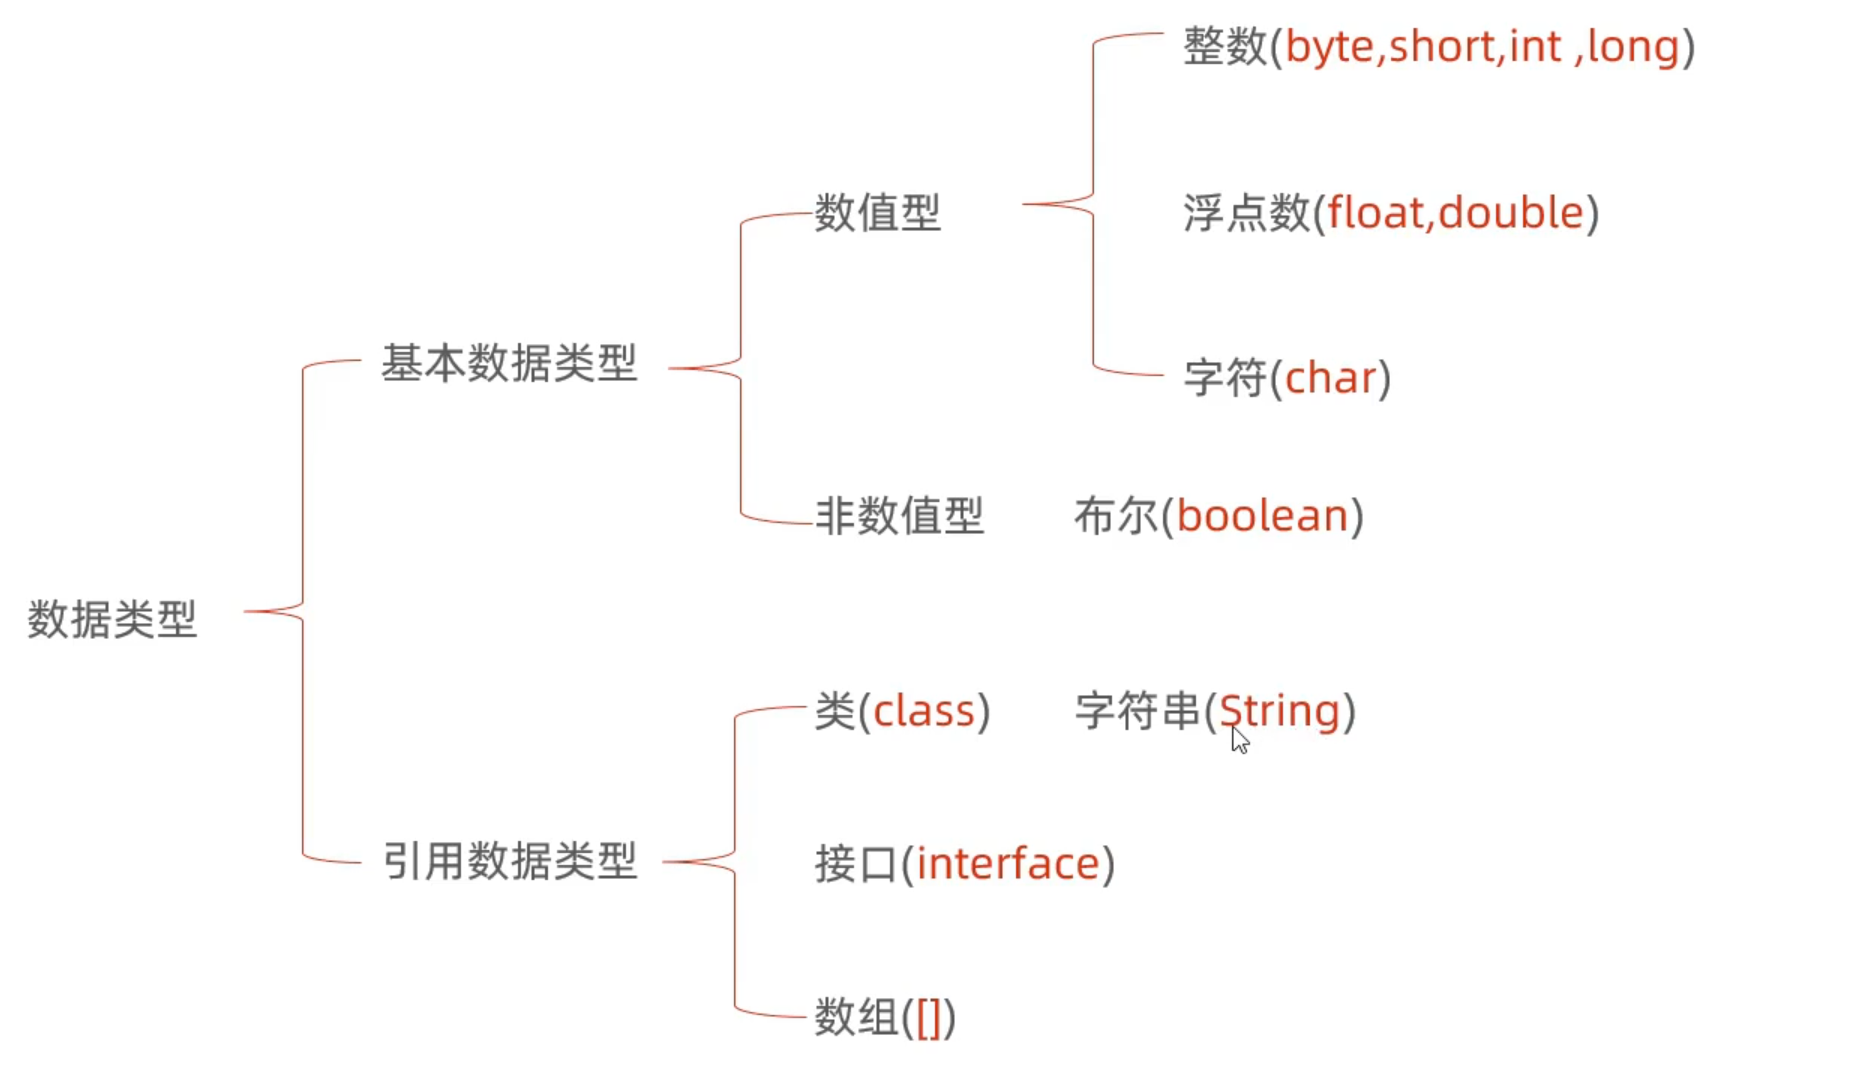 整数(byte,short,int ,long)
数值型
浮点数(float,double)
基本数据类型
字符(char)
非数值型
布尔(boolean)
数据类型
类(class)
字符串(String)
引用数据类型
接口(interface)
数组([])